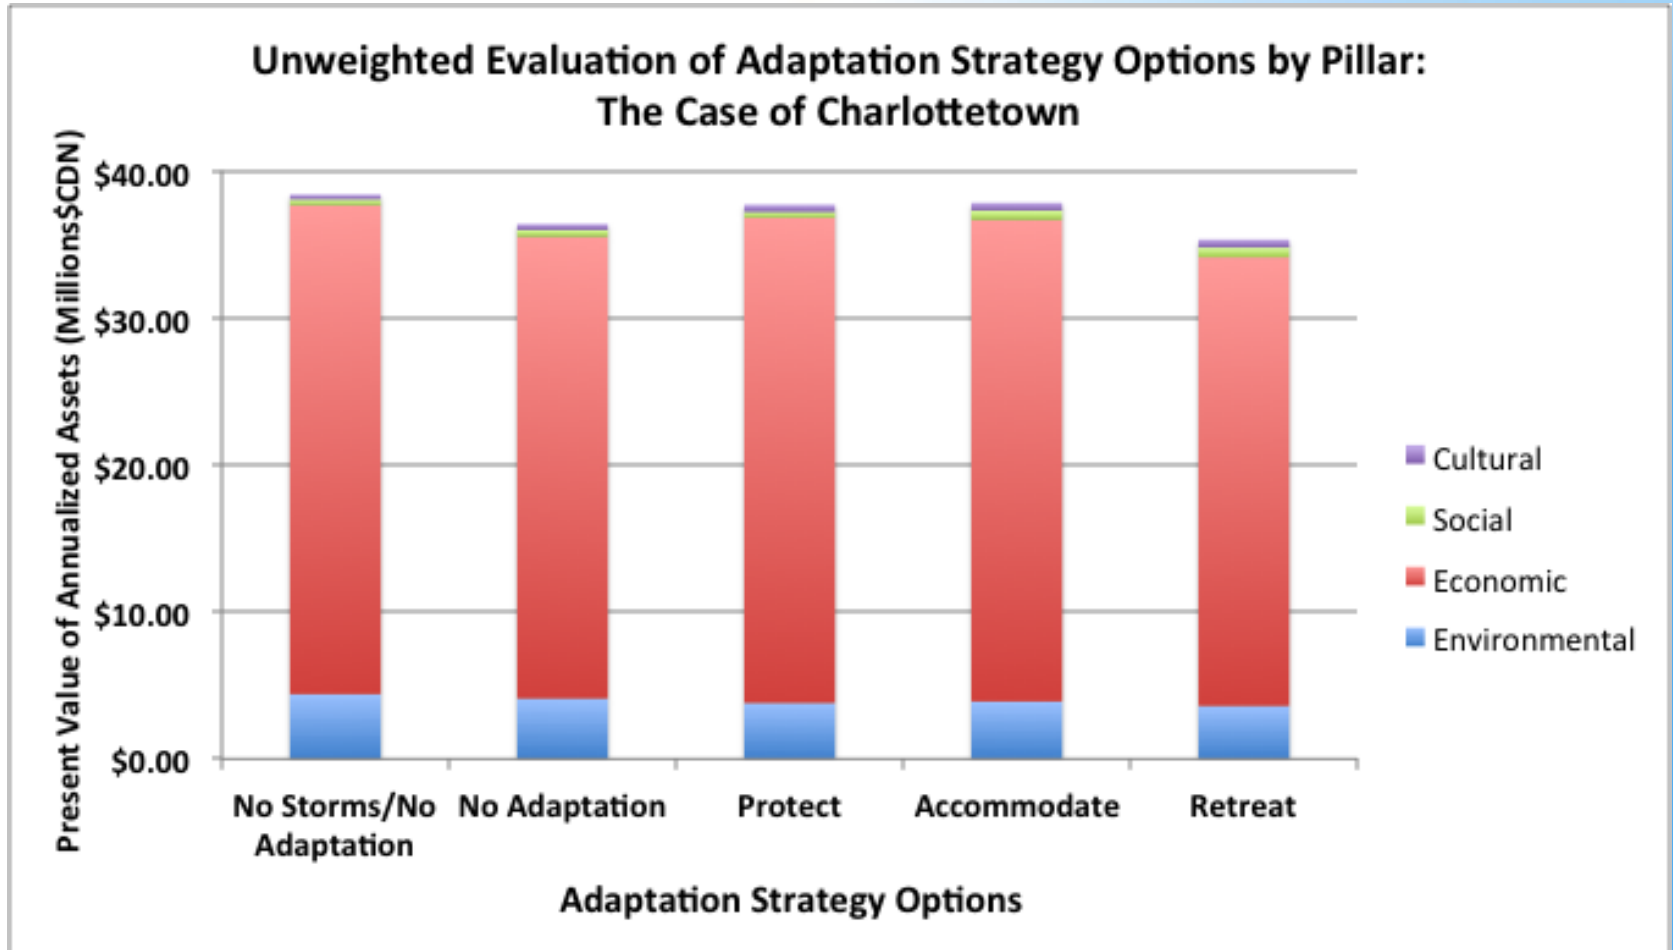 Unweighted Evaluation of Adaptation Strategy Options by Pillar:
The Case of Charlottetown
Present Value of Annualized Assets (Millions$CDN)
$40.00
$30.00
$20.00
$10.00
$0.00
No Storms/No
Adaptation
No Adaptation
Protect
Accommodate
Retreat
Adaptation Strategy Options
Cultural
Social
Economic
Environmental